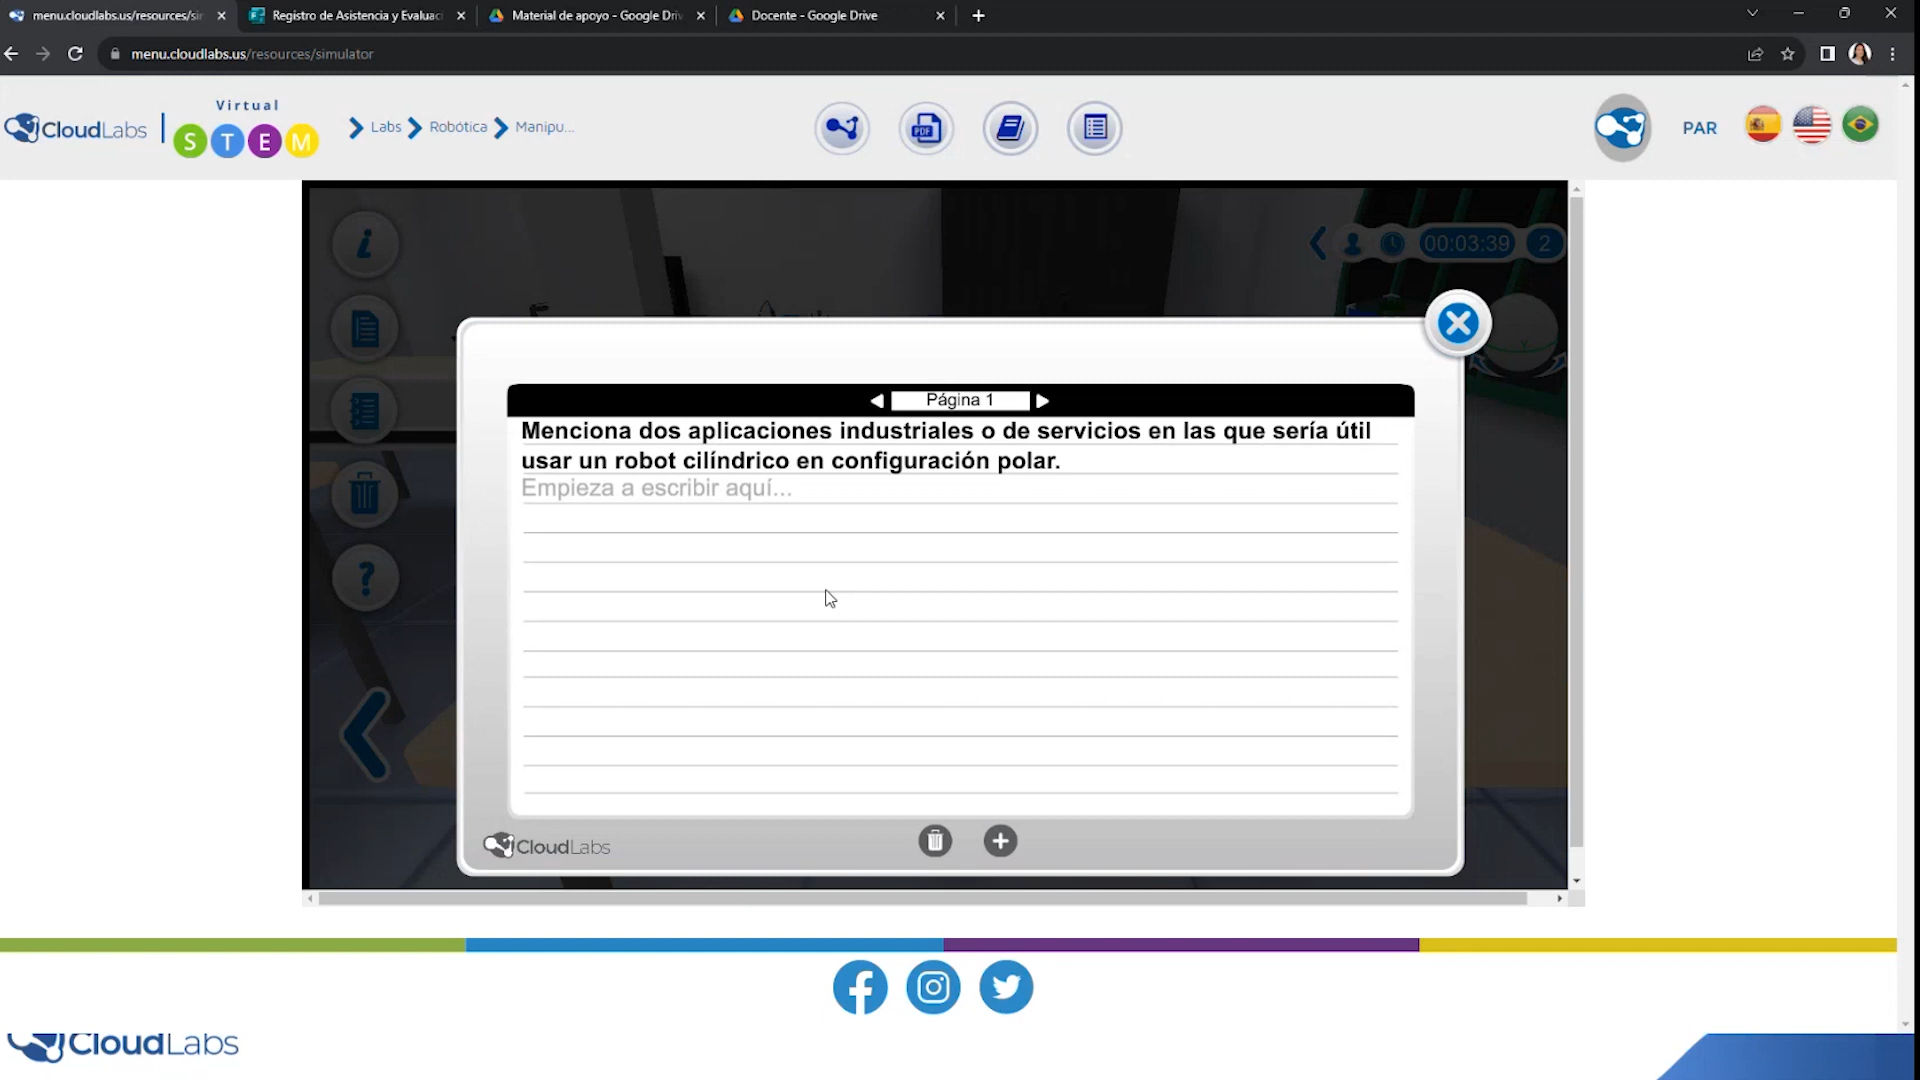 menu.cloudlabs.us/resources/sir
Registro de Asistencia y Evaluac
Material de apoyo - Google Driv
Docente - Google Drive
menu.cloudlabs.us/resources/simulator
CloudLabs
Virtual
STEM
Labs
Robótica
Manipu...
PDF
PAR
00:03:39
2
Página 1
Menciona dos aplicaciones industriales o de servicios en las que sería útil
usar un robot cilíndrico en configuración polar.
Empieza a escribir aquí...
CloudLabs
CloudLabs